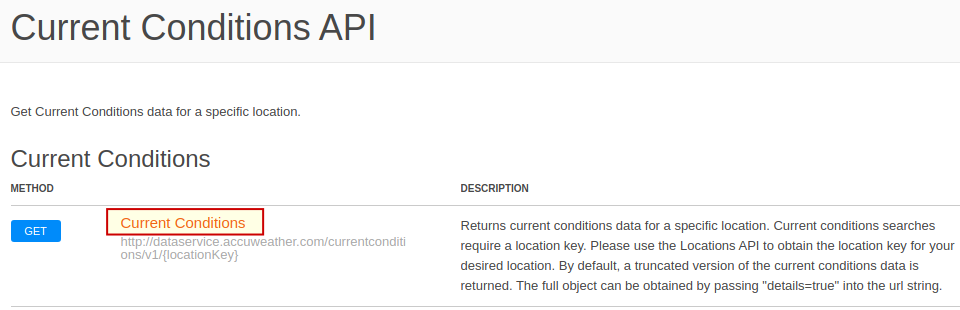 Current Conditions API
Get Current Conditions data for a specific location.
Current Conditions
METHOD
DESCRIPTION
GET
Current Conditions
http://dataservice.accuweather.com/currentconditi
ons/v1/{locationKey}
Returns current conditions data for a specific location. Current conditions searches
require a location key. Please use the Locations API to obtain the location key for your
desired location. By default, a truncated version of the current conditions data is
returned. The full object can be obtained by passing "details=true" into the url string.